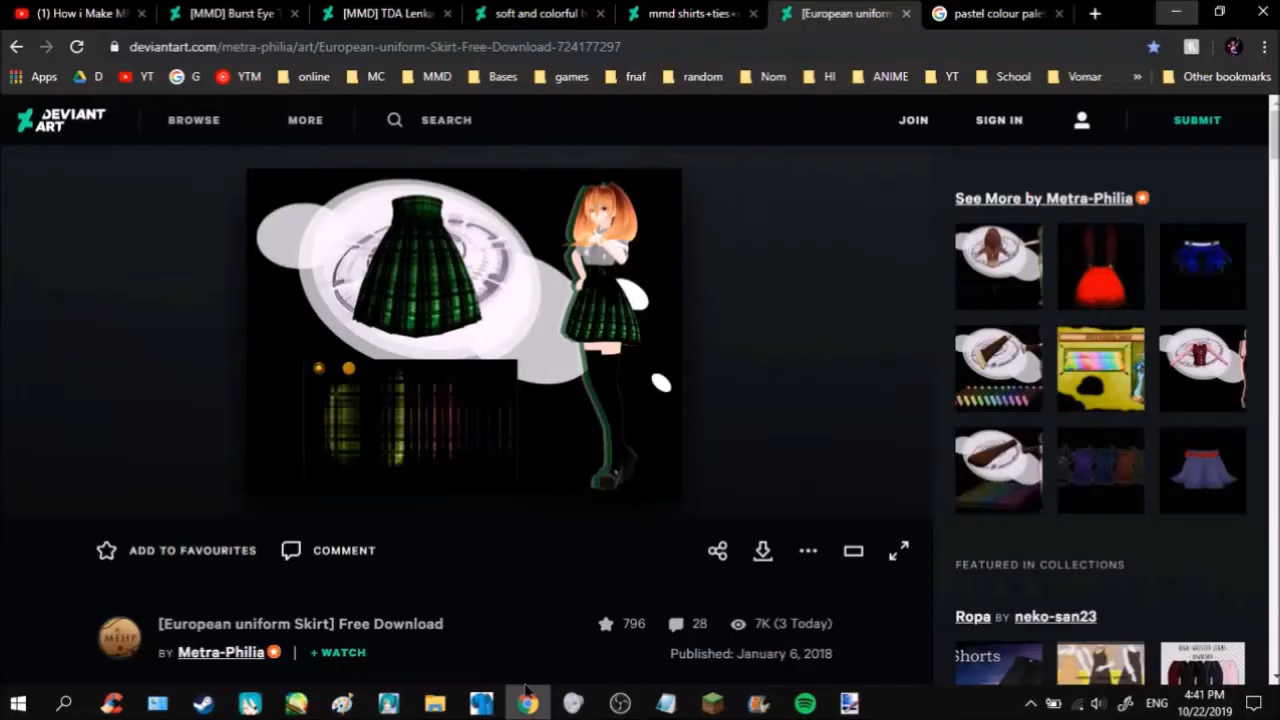 (1) How i Make M
[MMD] Burst Eye T
[MMD] TDA Lenka
soft and colorful h
mmd shirts+ties+s
[European uniform
pastel colour pale
deviantart.com/metra-philia/art/European-uniform-Skirt-Free-Download-724177297
Apps
D
YT
G
YTM
online
MC
MMD
Bases
games
fnaf
random
Nom
HI
ANIME
YT
School
Vomar
»
Other bookmarks
DEVIANT
ART
BROWSE
MORE
SEARCH
JOIN
SIGN IN
SUBMIT
See More by Metra-Philia
ADD TO FAVOURITES
COMMENT
FEATURED IN COLLECTIONS
Ropa BY neko-san23
Shorts
MEHP
[European uniform Skirt] Free Download
BY Metra-Philia | + WATCH
796
28
7K (3 Today)
Published: January 6, 2018
ENG
4:41 PM
10/22/2019